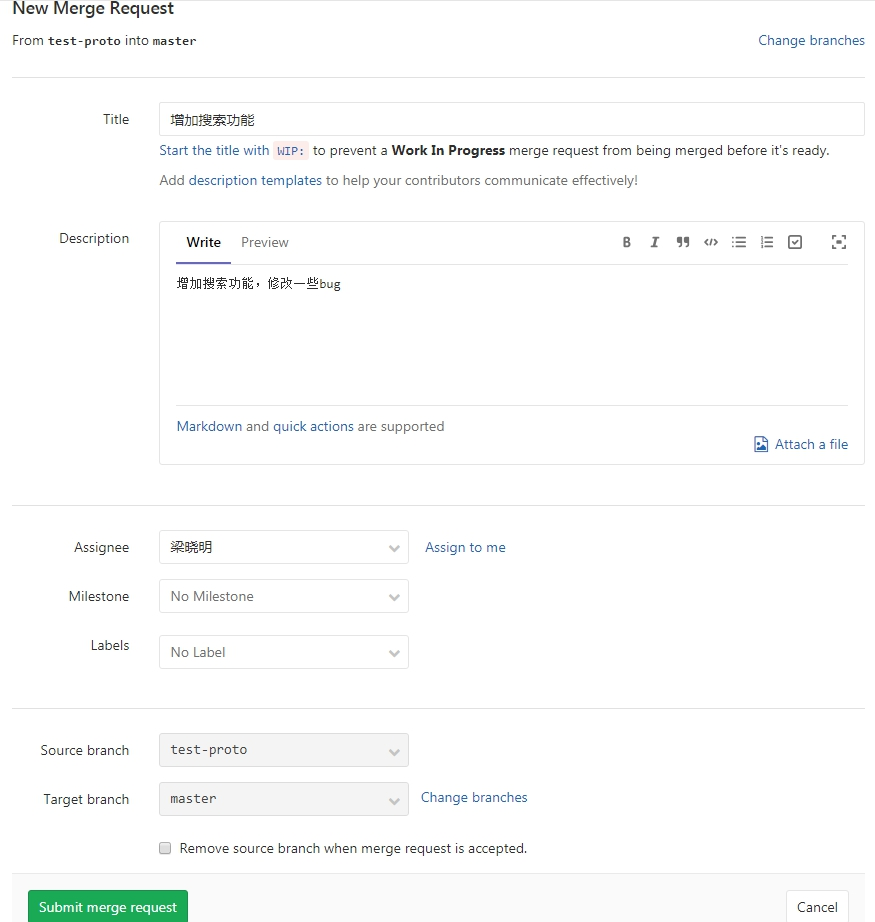 New Merge Request
From test-proto into master
Change branches
Title
增加搜索功能
Start the title with WIP: to prevent a Work In Progress merge request from being merged before it's ready.
Add description templates to help your contributors communicate effectively!
Description
Write Preview
增加搜索功能，修改一些bug
Markdown and quick actions are supported
Attach a file
Assignee
梁晓明
Assign to me
Milestone
No Milestone
Labels
No Label
Source branch
test-proto
Target branch
master
Change branches
Remove source branch when merge request is accepted.
Submit merge request
Cancel